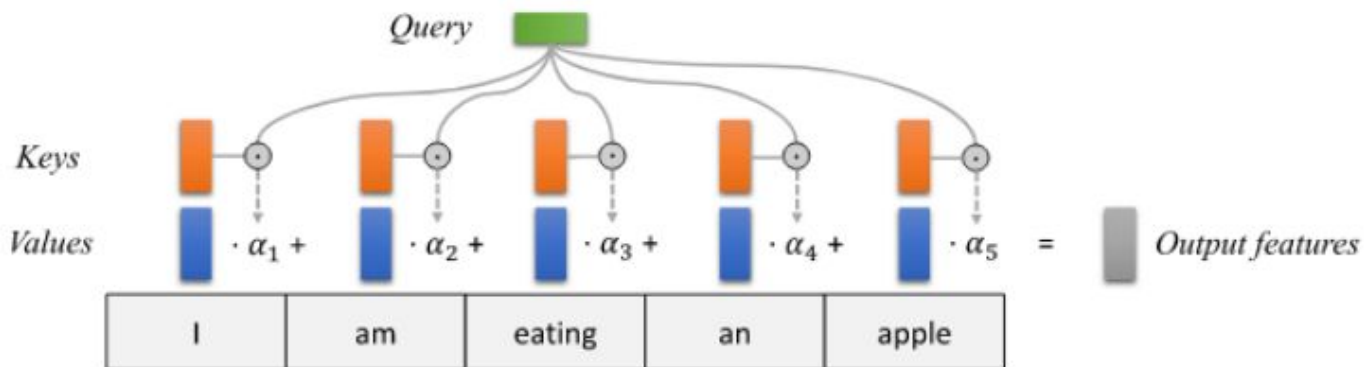 Query
Keys
Values · α₁ + · α₂ + · α₃ + · α₄ + · α₅ = Output features
I am eating an apple